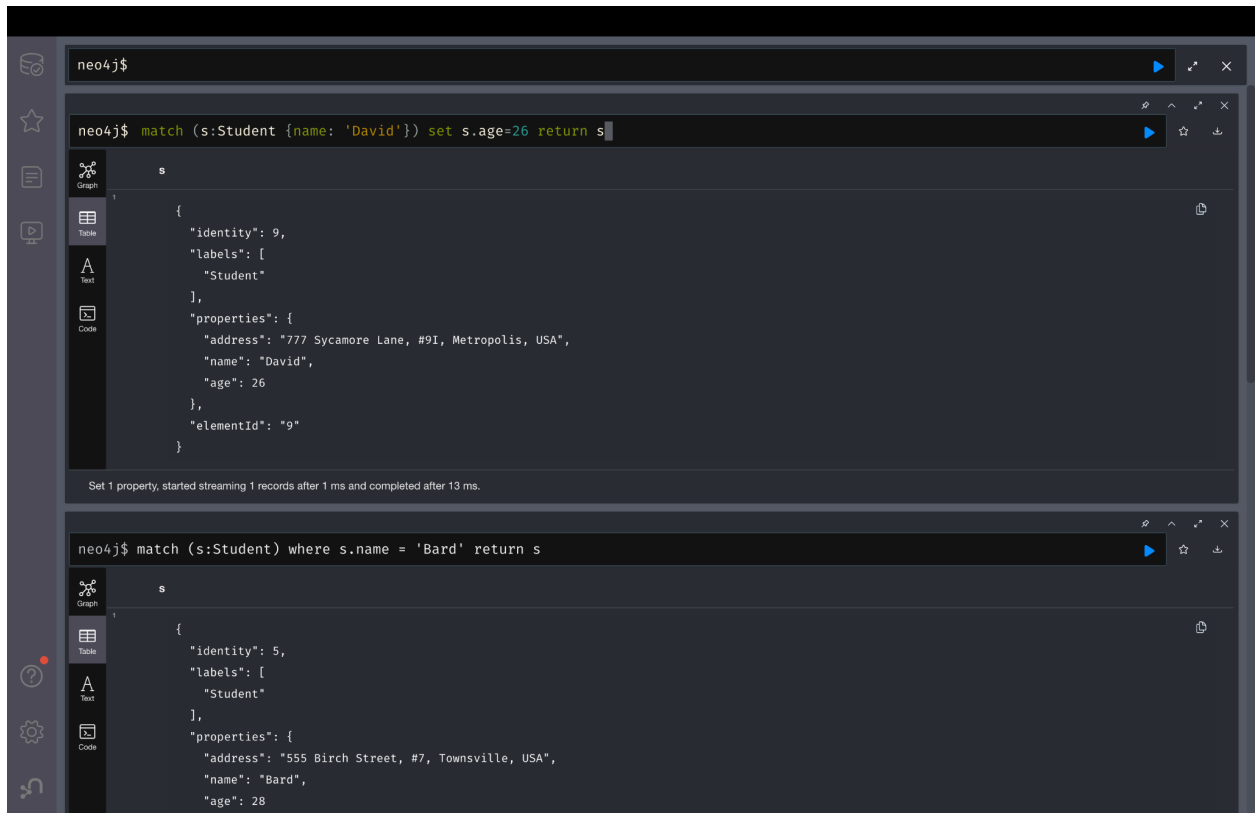 neo4j$
neo4j$ match (s:Student {name: 'David'}) set s.age=26 return s
Graph
Table
Text
Code
s
1
{
"identity": 9,
"labels": [
"Student"
],
"properties": {
"address": "777 Sycamore Lane, #9I, Metropolis, USA",
"name": "David",
"age": 26
},
"elementId": "9"
}
Set 1 property, started streaming 1 records after 1 ms and completed after 13 ms.
neo4j$ match (s:Student) where s.name = 'Bard' return s
Graph
Table
Text
Code
s
1
{
"identity": 5,
"labels": [
"Student"
],
"properties": {
"address": "555 Birch Street, #7, Townsville, USA",
"name": "Bard",
"age": 28